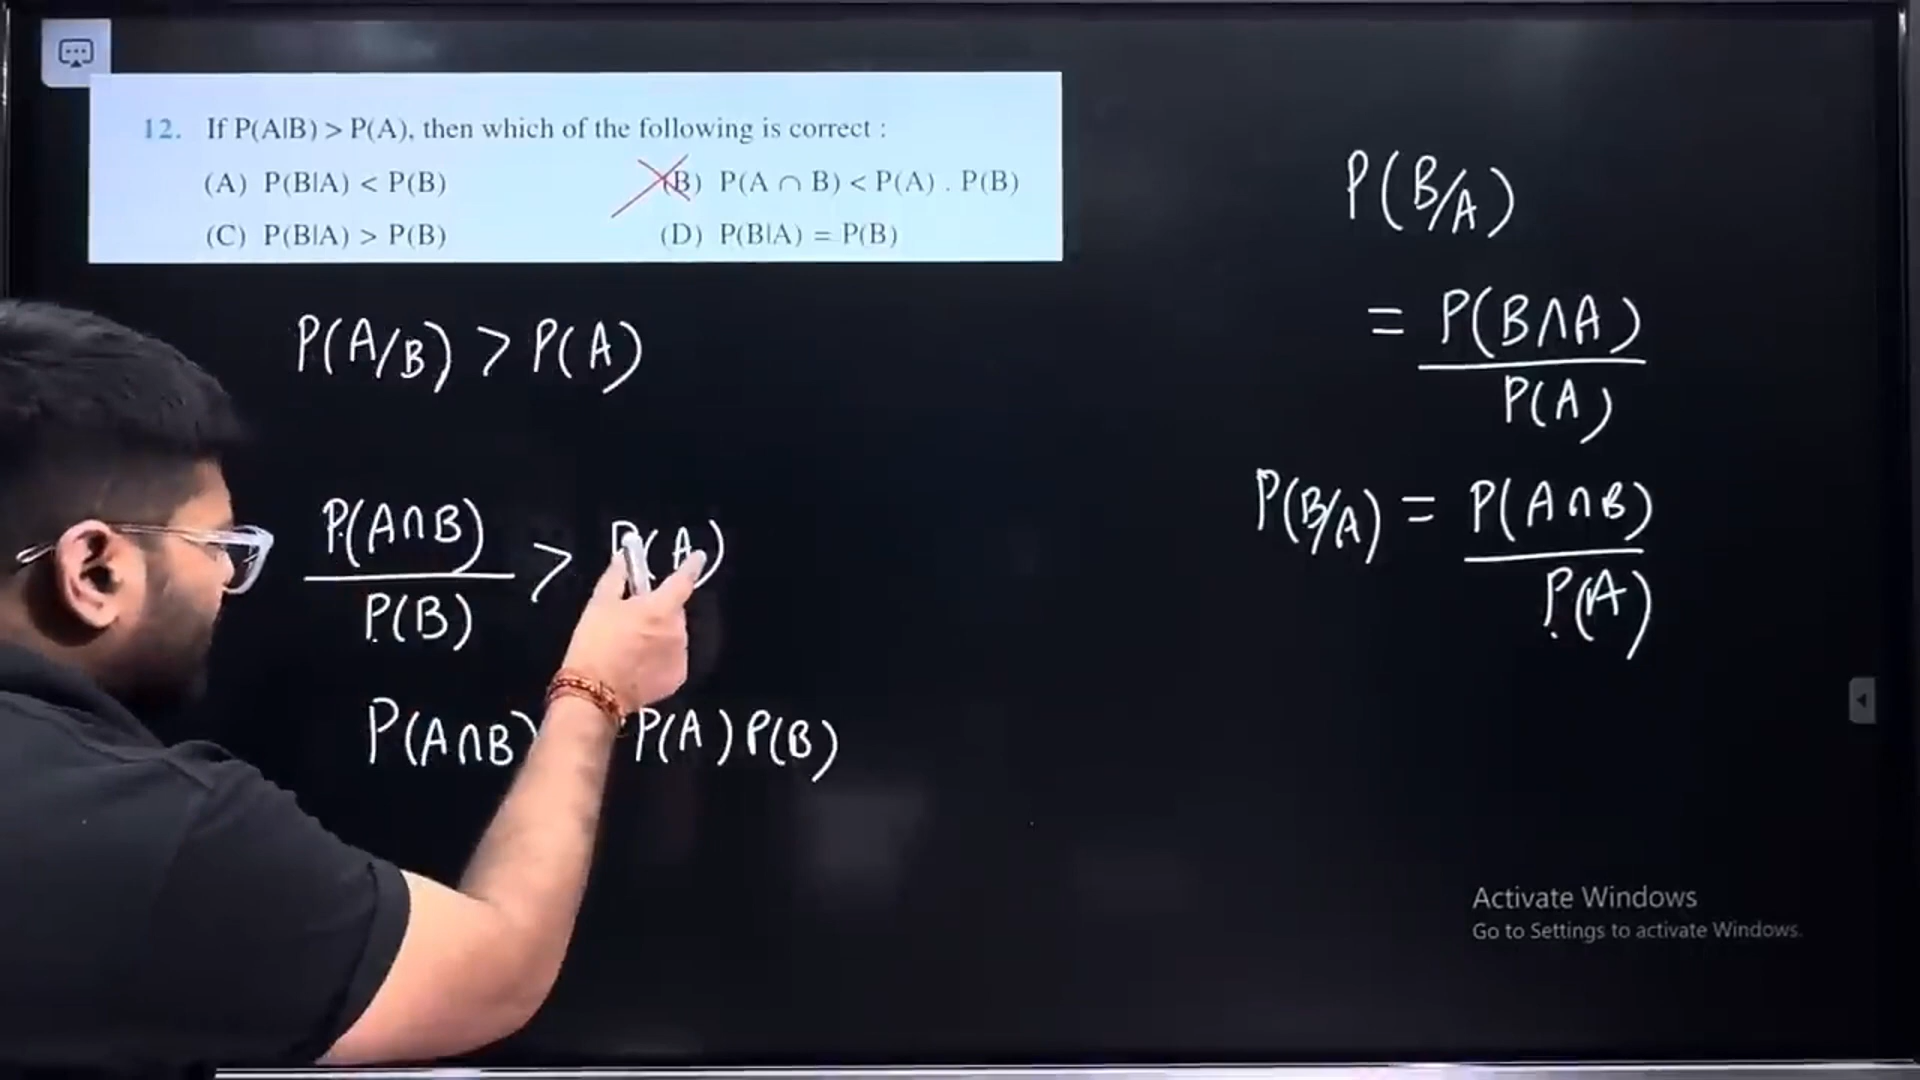 12. If P(A|B) > P(A), then which of the following is correct :
(A) P(B|A) < P(B) (B) P(A ∩ B) < P(A) . P(B)
(C) P(B|A) > P(B) (D) P(B|A) = P(B)
P(A/B) > P(A)
P(A∩B)
P(B)
> P(A)
P(A∩B) P(A) P(B)
P(B/A)
= P(B∩A)
P(A)
P(B/A) = P(A∩B)
P(A)
Activate Windows
Go to Settings to activate Windows.